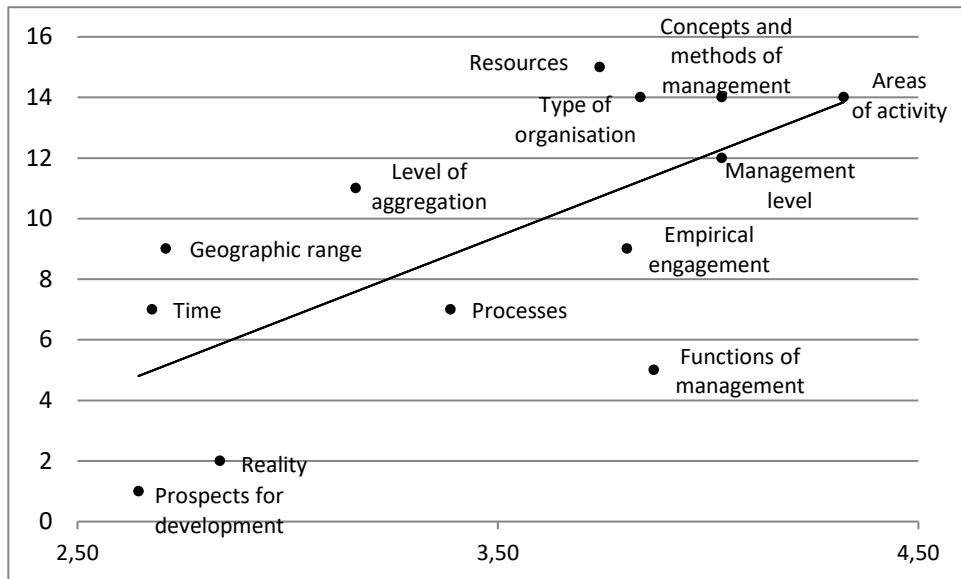 16
14
12
10
8
6
4
2
0
2,50
3,50
4,50
Concepts and
methods of
management
Resources
Areas
of activity
Type of
organisation
Level of
aggregation
Management
level
Geographic range
Empirical
engagement
Time
Processes
Functions of
management
Reality
Prospects for
development